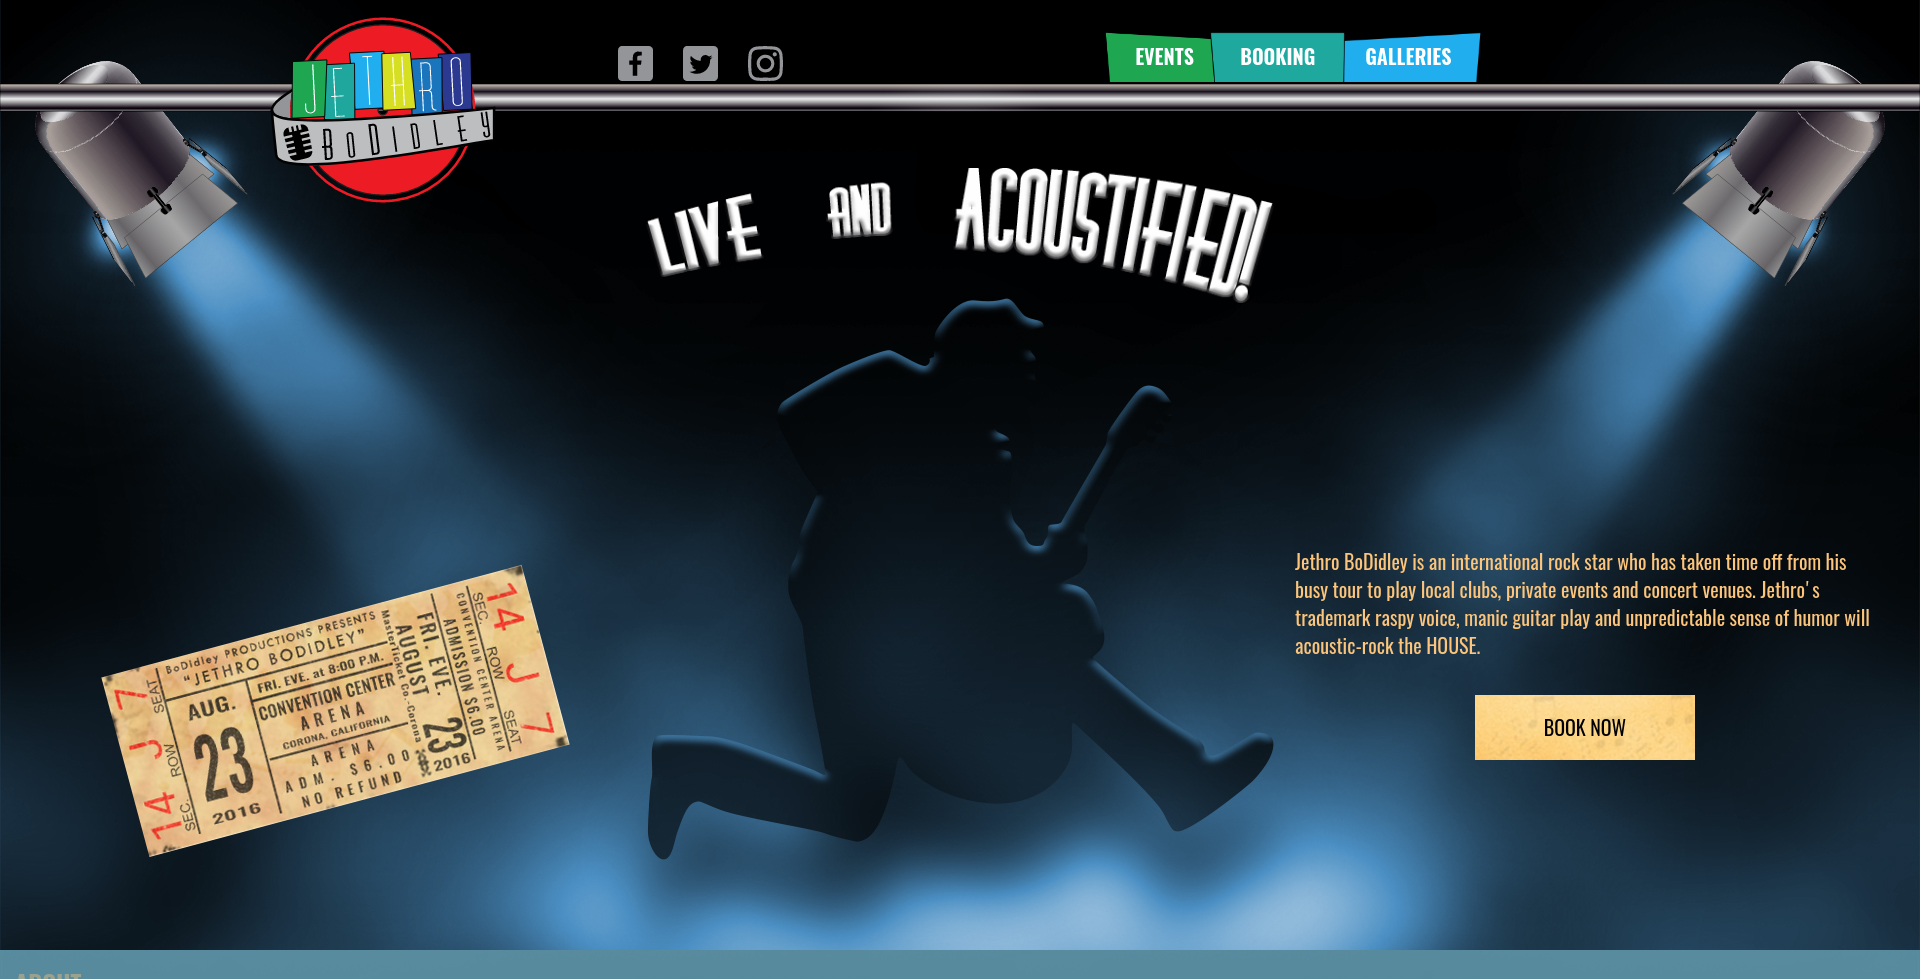 JETHRO
BODIDLEY
EVENTS
BOOKING
GALLERIES
LIVE AND ACOUSTIFIED!
Jethro BoDidley is an international rock star who has taken time off from his
busy tour to play local clubs, private events and concert venues. Jethro's
trademark raspy voice, manic guitar play and unpredictable sense of humor will
acoustic-rock the HOUSE.
BOOK NOW
14 J 7
SEC. ROW SEAT
BoDidley PRODUCTIONS PRESENTS
"JETHRO BODIDLEY"
AUG.
23
2016
FRI. EVE. at 8:00 P.M.
CONVENTION CENTER
ARENA
CORONA, CALIFORNIA
ARENA
ADM. $6.00
NO REFUND
Masterticket Co.-Corona
FRI. EVE.
AUGUST
23
2016
ADMISSION $6.00
CONVENTION CENTER ARENA
SEC. ROW SEAT
14 J 7
ABOUT